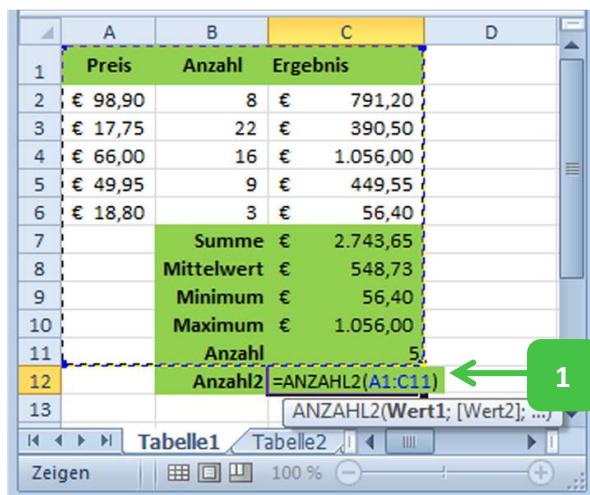 A B C D
1 Preis Anzahl Ergebnis
2 € 98,90 8 € 791,20
3 € 17,75 22 € 390,50
4 € 66,00 16 € 1.056,00
5 € 49,95 9 € 449,55
6 € 18,80 3 € 56,40
7 Summe € 2.743,65
8 Mittelwert € 548,73
9 Minimum € 56,40
10 Maximum € 1.056,00
11 Anzahl 5
12 Anzahl2 =ANZAHL2(A1:C11) 1
13 ANZAHL2(Wert1; [Wert2]; ...)
Tabelle1 Tabelle2
Zeigen 100 %